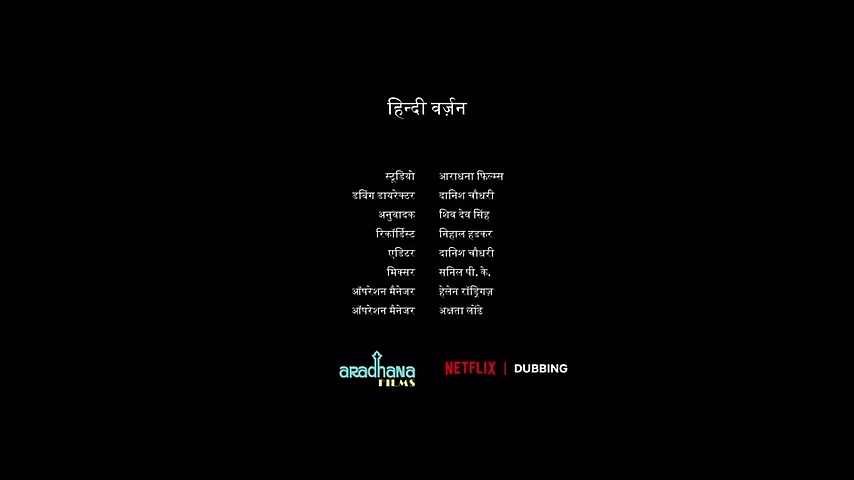 हिन्दी वर्ज़न
स्टूडियो आराधना फिल्म्स
डबिंग डायरेक्टर दानिश चौधरी
अनुवादक शिव देव सिंह
रिकॉर्डिस्ट निहाल हडकर
एडिटर दानिश चौधरी
मिक्सर सनिल पी. के.
ऑपरेशन मैनेजर हेलेन रॉड्रिगज़
ऑपरेशन मैनेजर अक्षता लोंढे
aradhana FILMS NETFLIX | DUBBING